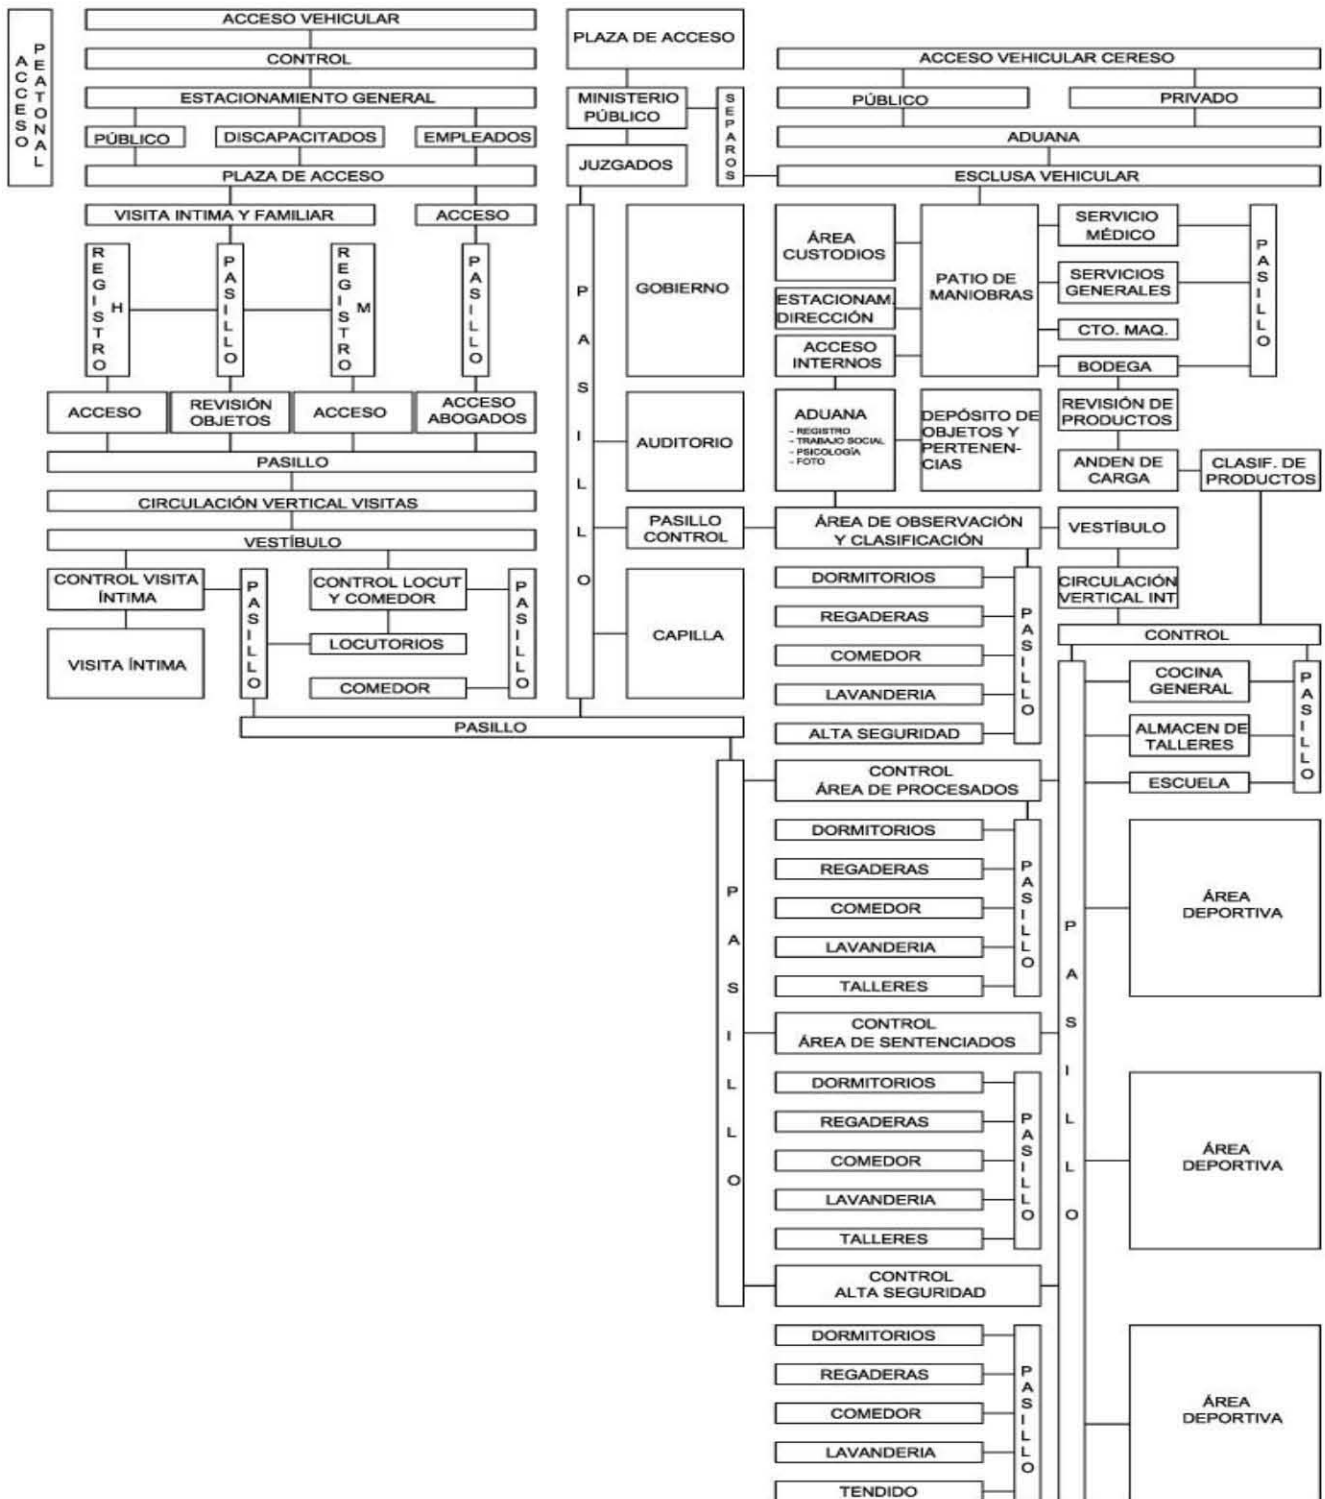 ACCESO
PEATONAL
ACCESO VEHICULAR
CONTROL
ESTACIONAMIENTO GENERAL
PÚBLICO
DISCAPACITADOS
EMPLEADOS
PLAZA DE ACCESO
VISITA INTIMA Y FAMILIAR
ACCESO
REGISTRO
H
PASILLO
REGISTRO
M
PASILLO
ACCESO
REVISIÓN
OBJETOS
ACCESO
ACCESO
ABOGADOS
PASILLO
CIRCULACIÓN VERTICAL VISITAS
VESTÍBULO
CONTROL VISITA
ÍNTIMA
PASILLO
CONTROL LOCUT
Y COMEDOR
PASILLO
VISITA ÍNTIMA
LOCUTORIOS
COMEDOR
PASILLO
PLAZA DE ACCESO
MINISTERIO
PÚBLICO
SEPAROS
JUZGADOS
PASILLO
GOBIERNO
AUDITORIO
PASILLO
CONTROL
CAPILLA
ACCESO VEHICULAR CERESO
PÚBLICO
PRIVADO
ADUANA
ESCLUSA VEHICULAR
ÁREA
CUSTODIOS
ESTACIONAM.
DIRECCIÓN
ACCESO
INTERNOS
PATIO DE
MANIOBRAS
SERVICIO
MÉDICO
SERVICIOS
GENERALES
CTO. MAQ.
BODEGA
PASILLO
ADUANA
- REGISTRO
- TRABAJO SOCIAL
- PSICOLOGÍA
- FOTO
DEPÓSITO DE
OBJETOS Y
PERTENEN-
CIAS
REVISIÓN DE
PRODUCTOS
ANDEN DE
CARGA
CLASIF. DE
PRODUCTOS
ÁREA DE OBSERVACIÓN
Y CLASIFICACIÓN
VESTÍBULO
CIRCULACIÓN
VERTICAL INT
CONTROL
DORMITORIOS
REGADERAS
COMEDOR
LAVANDERIA
ALTA SEGURIDAD
PASILLO
COCINA
GENERAL
ALMACEN DE
TALLERES
ESCUELA
PASILLO
PASILLO
CONTROL
ÁREA DE PROCESADOS
DORMITORIOS
REGADERAS
COMEDOR
LAVANDERIA
TALLERES
PASILLO
PASILLO
ÁREA
DEPORTIVA
CONTROL
ÁREA DE SENTENCIADOS
DORMITORIOS
REGADERAS
COMEDOR
LAVANDERIA
TALLERES
PASILLO
ÁREA
DEPORTIVA
CONTROL
ALTA SEGURIDAD
DORMITORIOS
REGADERAS
COMEDOR
LAVANDERIA
TENDIDO
PASILLO
ÁREA
DEPORTIVA